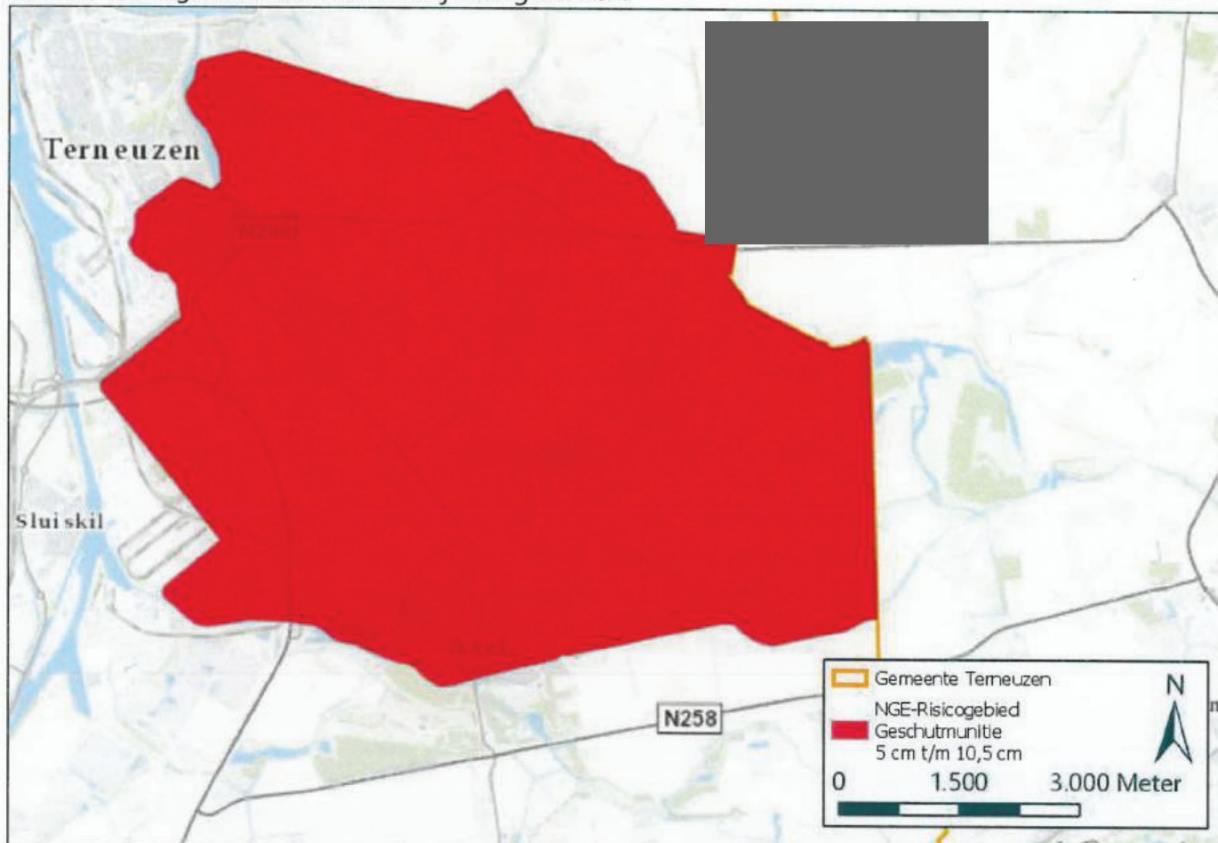 Terneuzen
Sluiskil
N258
Gemeente Terneuzen
NGE-Risicogebied
Geschutmunitie
5 cm t/m 10,5 cm
N
0 1.500 3.000 Meter